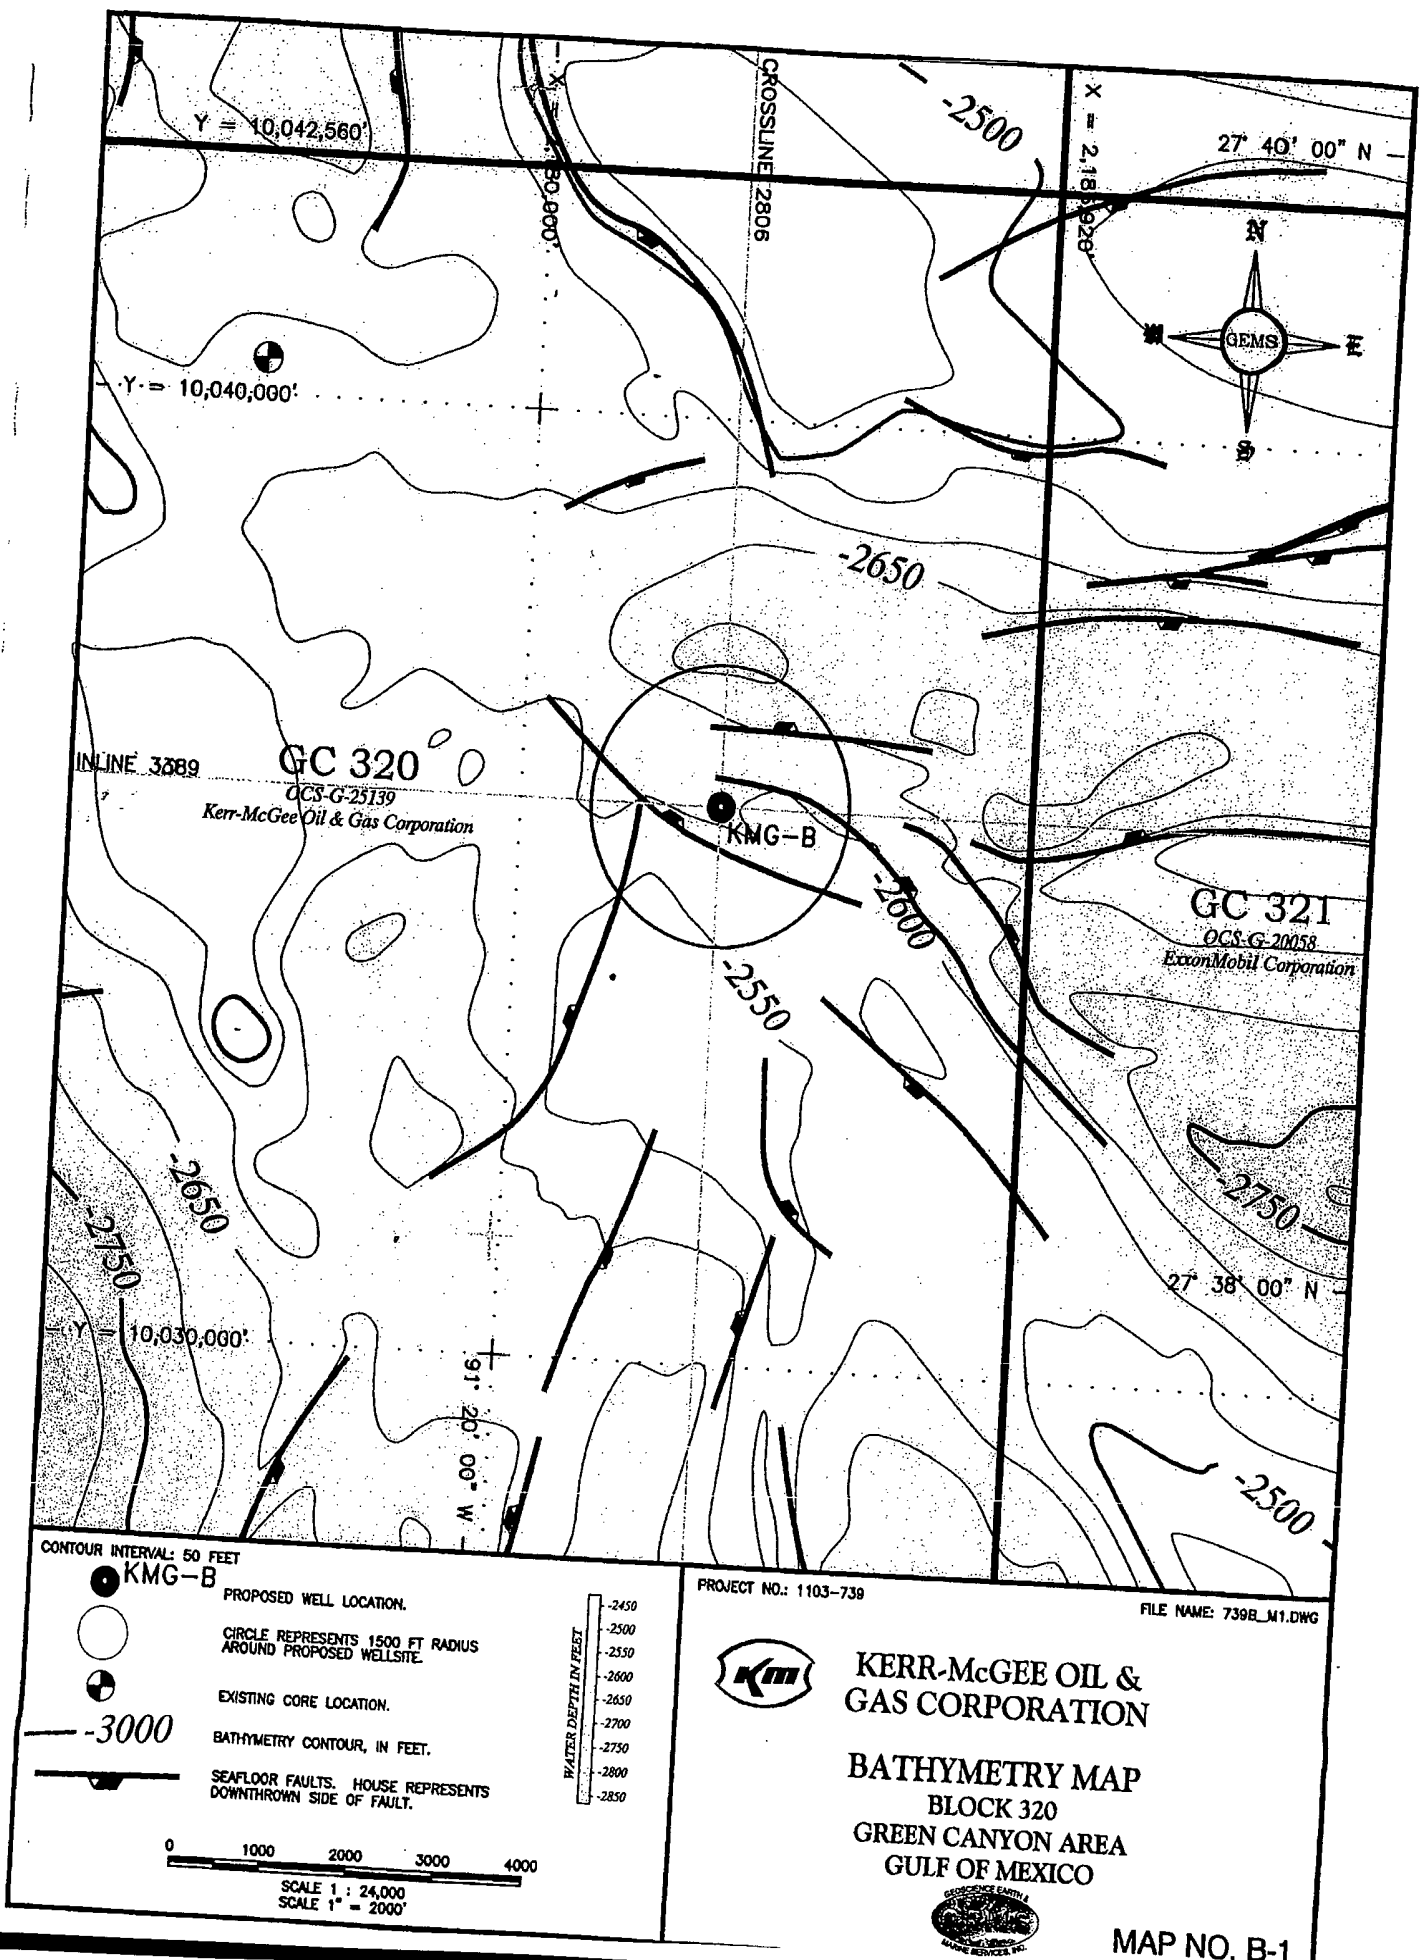 CROSSLINE 2806
-2500
Y = 10,042,560'
27° 40' 00" N
N
GEMS
E
Y = 10,040,000'
-2650
INLINE 3389
GC 320
OCS-G-25139
Kerr-McGee Oil & Gas Corporation
KMG-B
-2600
GC 321
OCS-G-20058
ExxonMobil Corporation
-2550
-2650
-2750
-2750
27° 38' 00" N
Y = 10,030,000'
91° 20' 00" W
-2500
CONTOUR INTERVAL: 50 FEET
KMG-B
PROPOSED WELL LOCATION.
CIRCLE REPRESENTS 1500 FT RADIUS
AROUND PROPOSED WELLSITE.
EXISTING CORE LOCATION.
-3000
BATHYMETRY CONTOUR, IN FEET.
SEAFLOOR FAULTS. HOUSE REPRESENTS
DOWNTHROWN SIDE OF FAULT.
WATER DEPTH IN FEET
-2450
-2500
-2550
-2600
-2650
-2700
-2750
-2800
-2850
0 1000 2000 3000 4000
SCALE 1 : 24,000
SCALE 1" = 2000'
PROJECT NO.: 1103-739
FILE NAME: 739B_M1.DWG
Km
KERR-McGEE OIL &
GAS CORPORATION
BATHYMETRY MAP
BLOCK 320
GREEN CANYON AREA
GULF OF MEXICO
GEOSCIENCE EARTH &
MARINE SERVICES, INC.
MAP NO. B-1